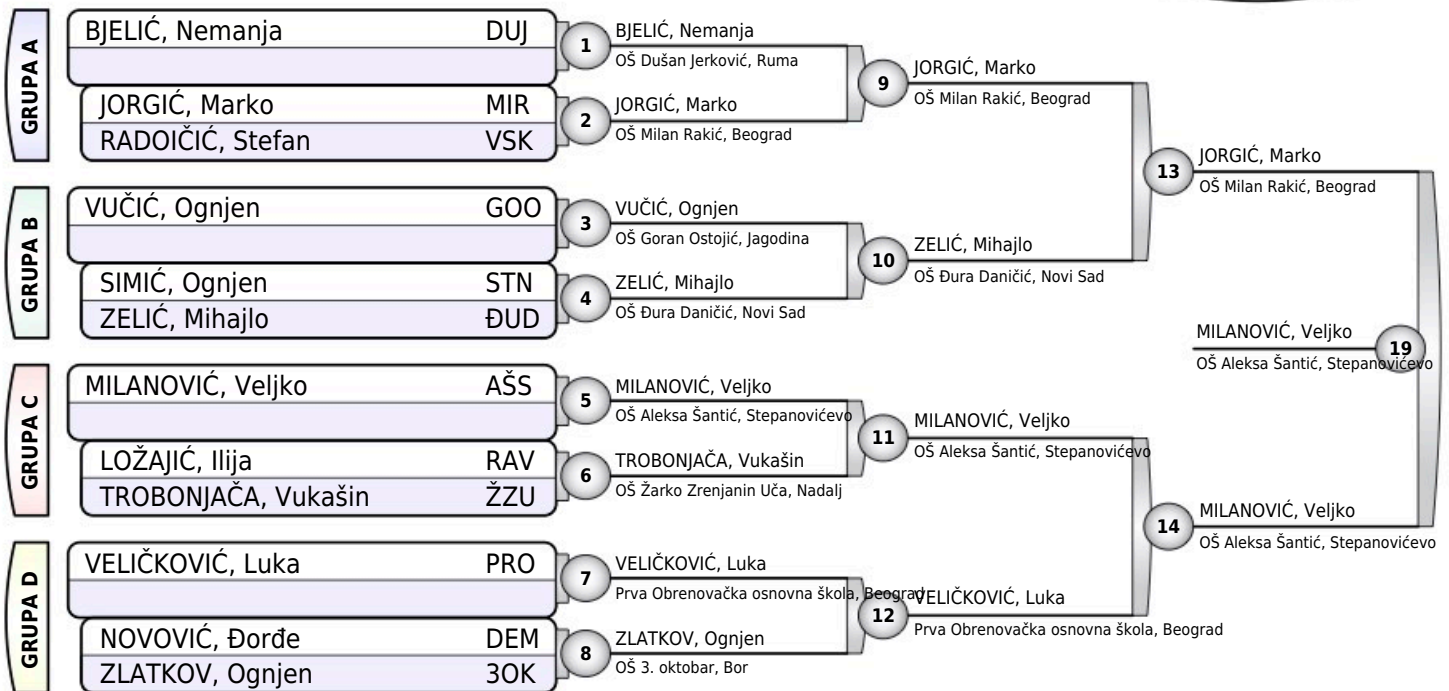 GRUPA A
BJELIĆ, Nemanja DUJ
JORGIĆ, Marko MIR
RADOIČIĆ, Stefan VSK
GRUPA B
VUČIĆ, Ognjen GOO
SIMIĆ, Ognjen STN
ZELIĆ, Mihajlo ĐUD
GRUPA C
MILANOVIĆ, Veljko AŠS
LOŽAJIĆ, Ilija RAV
TROBONJAČA, Vukašin ŽZU
GRUPA D
VELIČKOVIĆ, Luka PRO
NOVOVIĆ, Đorđe DEM
ZLATKOV, Ognjen 3OK
1 BJELIĆ, Nemanja
OŠ Dušan Jerković, Ruma
2 JORGIĆ, Marko
OŠ Milan Rakić, Beograd
3 VUČIĆ, Ognjen
OŠ Goran Ostojić, Jagodina
4 ZELIĆ, Mihajlo
OŠ Đura Daničić, Novi Sad
5 MILANOVIĆ, Veljko
OŠ Aleksa Šantić, Stepanovićevo
6 TROBONJAČA, Vukašin
OŠ Žarko Zrenjanin Uča, Nadalj
7 VELIČKOVIĆ, Luka
Prva Obrenovačka osnovna škola, Beograd
8 ZLATKOV, Ognjen
OŠ 3. oktobar, Bor
9 JORGIĆ, Marko
OŠ Milan Rakić, Beograd
10 ZELIĆ, Mihajlo
OŠ Đura Daničić, Novi Sad
11 MILANOVIĆ, Veljko
OŠ Aleksa Šantić, Stepanovićevo
12 VELIČKOVIĆ, Luka
Prva Obrenovačka osnovna škola, Beograd
13 JORGIĆ, Marko
OŠ Milan Rakić, Beograd
14 MILANOVIĆ, Veljko
OŠ Aleksa Šantić, Stepanovićevo
MILANOVIĆ, Veljko 19
OŠ Aleksa Šantić, Stepanovićevo